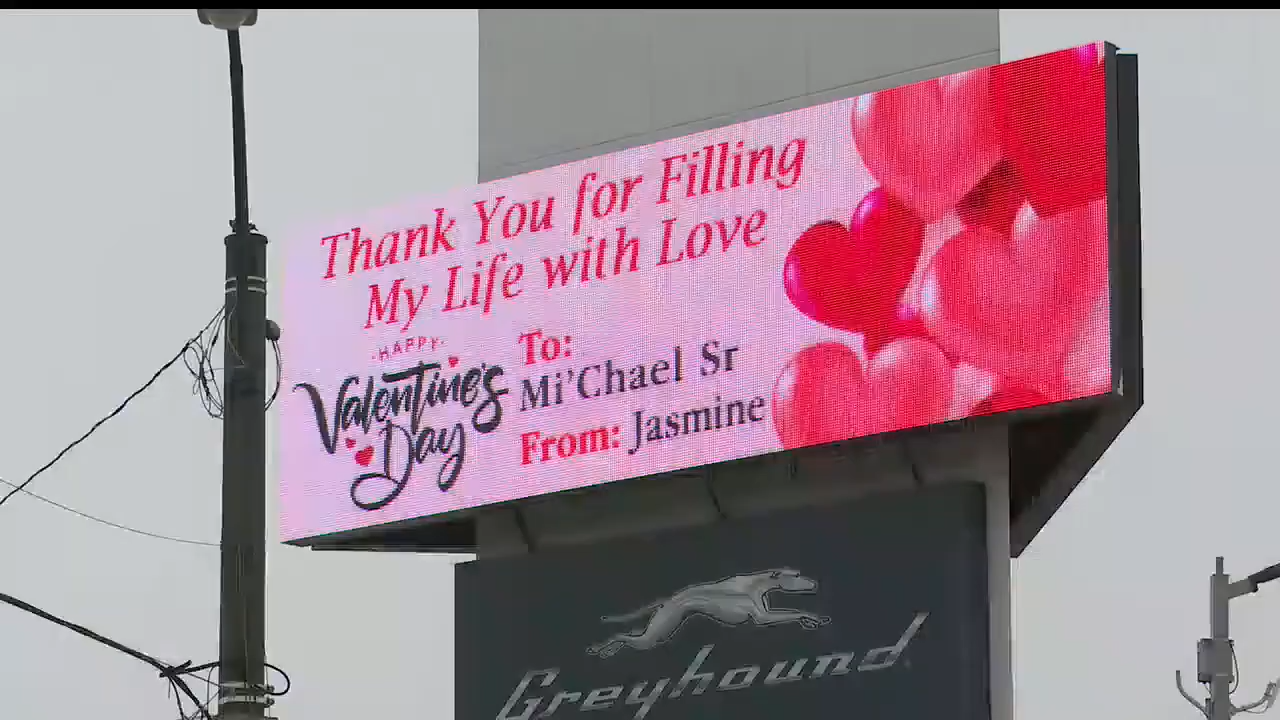 Thank You for Filling
My Life with Love
·HAPPY·
Valentine's
Day
To:
Mi'Chael Sr
From: Jasmine
Greyhound